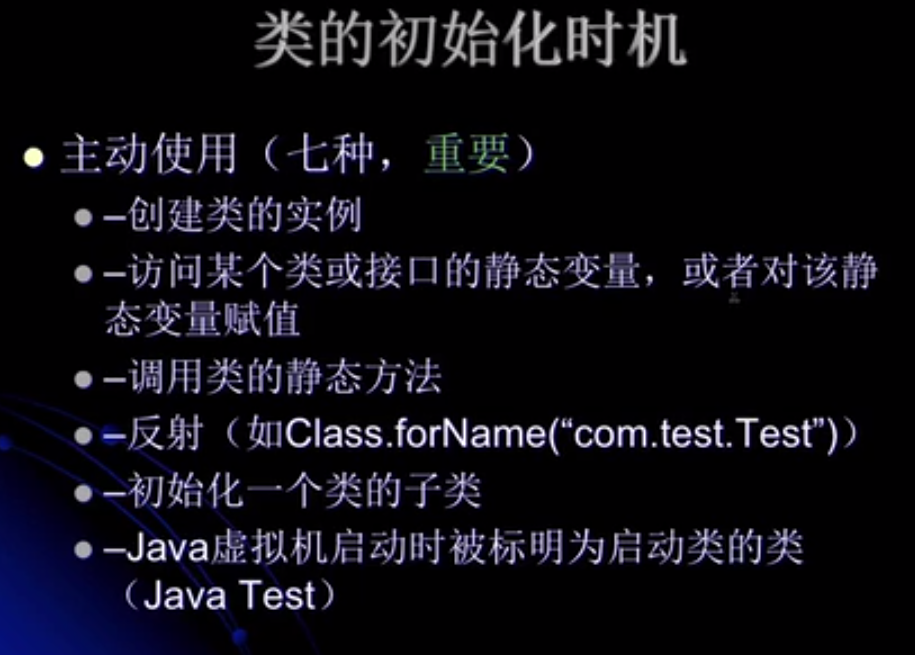 类的初始化时机
主动使用（七种，重要）
–创建类的实例
–访问某个类或接口的静态变量，或者对该静
态变量赋值
–调用类的静态方法
–反射（如Class.forName(“com.test.Test”)）
–初始化一个类的子类
–Java虚拟机启动时被标明为启动类的类
（Java Test）